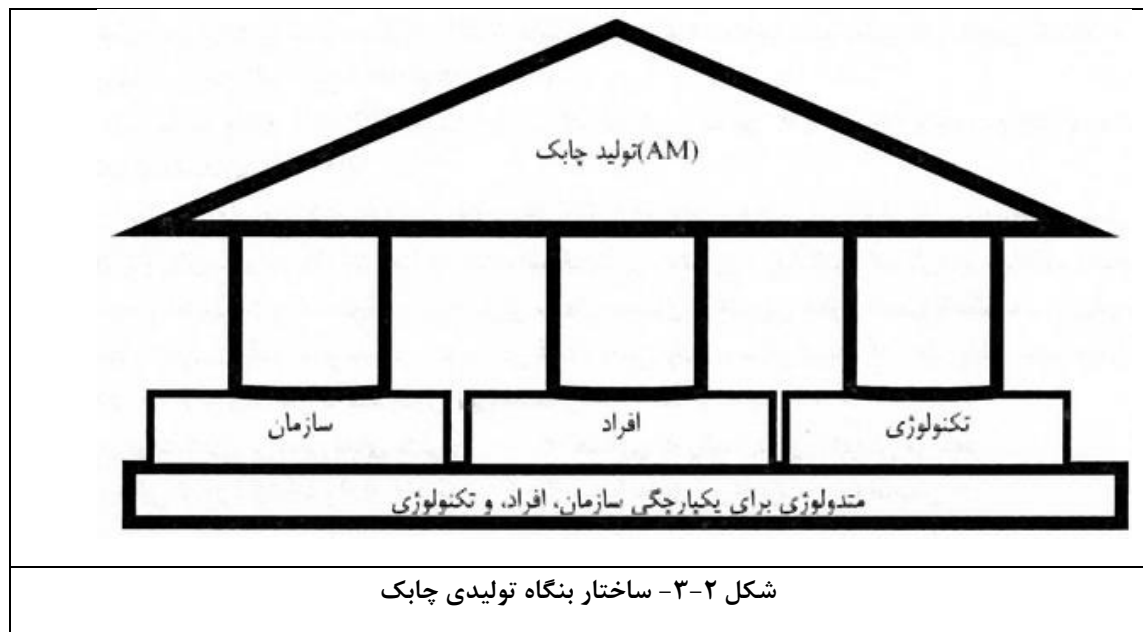 تولید چابک(AM)
تکنولوژی
افراد
سازمان
متدولوژی برای یکپارچگی سازمان، افراد، و تکنولوژی
شکل ۲-۳- ساختار بنگاه تولیدی چابک